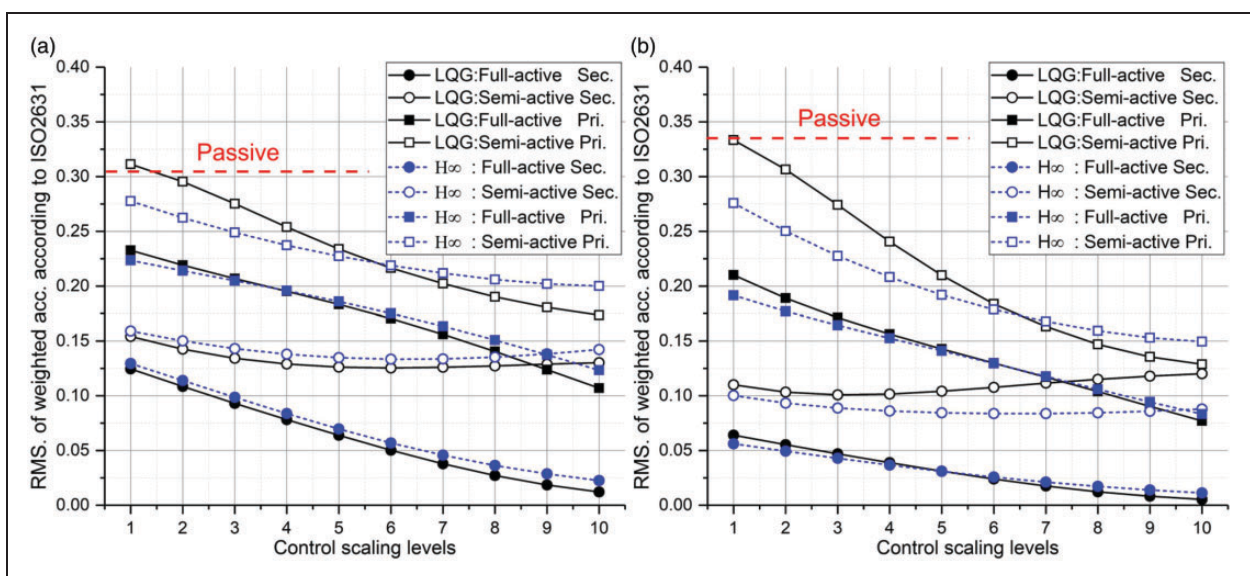 (a)
RMS. of weighted acc. according to ISO2631
0.40
0.35
0.30
0.25
0.20
0.15
0.10
0.05
0.00
Passive
LQG:Full-active Sec.
LQG:Semi-active Sec.
LQG:Full-active Pri.
LQG:Semi-active Pri.
H∞ : Full-active Sec.
H∞ : Semi-active Sec.
H∞ : Full-active Pri.
H∞ : Semi-active Pri.
1 2 3 4 5 6 7 8 9 10
Control scaling levels
(b)
RMS. of weighted acc. according to ISO2631
0.40
0.35
0.30
0.25
0.20
0.15
0.10
0.05
0.00
Passive
LQG:Full-active Sec.
LQG:Semi-active Sec.
LQG:Full-active Pri.
LQG:Semi-active Pri.
H∞ : Full-active Sec.
H∞ : Semi-active Sec.
H∞ : Full-active Pri.
H∞ : Semi-active Pri.
1 2 3 4 5 6 7 8 9 10
Control scaling levels